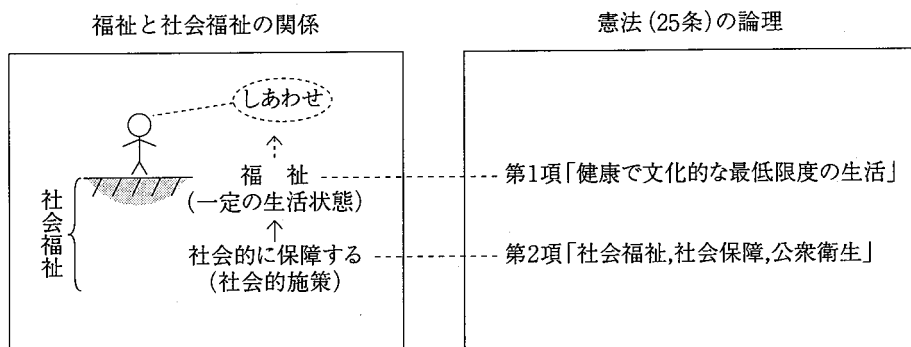 福祉と社会福祉の関係
しあわせ
福 祉
(一定の生活状態)
社会的に保障する
(社会的施策)
社会福祉
憲法(25条)の論理
第1項「健康で文化的な最低限度の生活」
第2項「社会福祉,社会保障,公衆衛生」